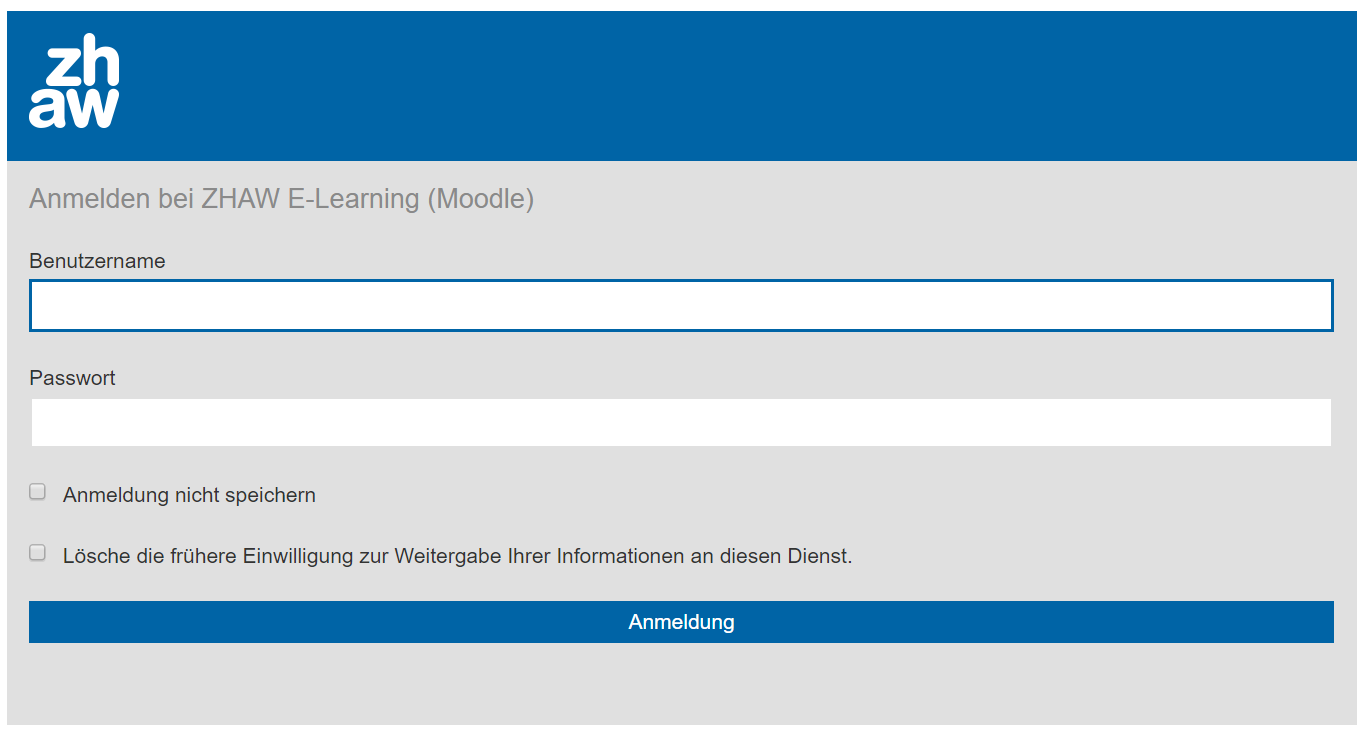 zh
aw
Anmelden bei ZHAW E-Learning (Moodle)
Benutzername
Passwort
Anmeldung nicht speichern
Lösche die frühere Einwilligung zur Weitergabe Ihrer Informationen an diesen Dienst.
Anmeldung